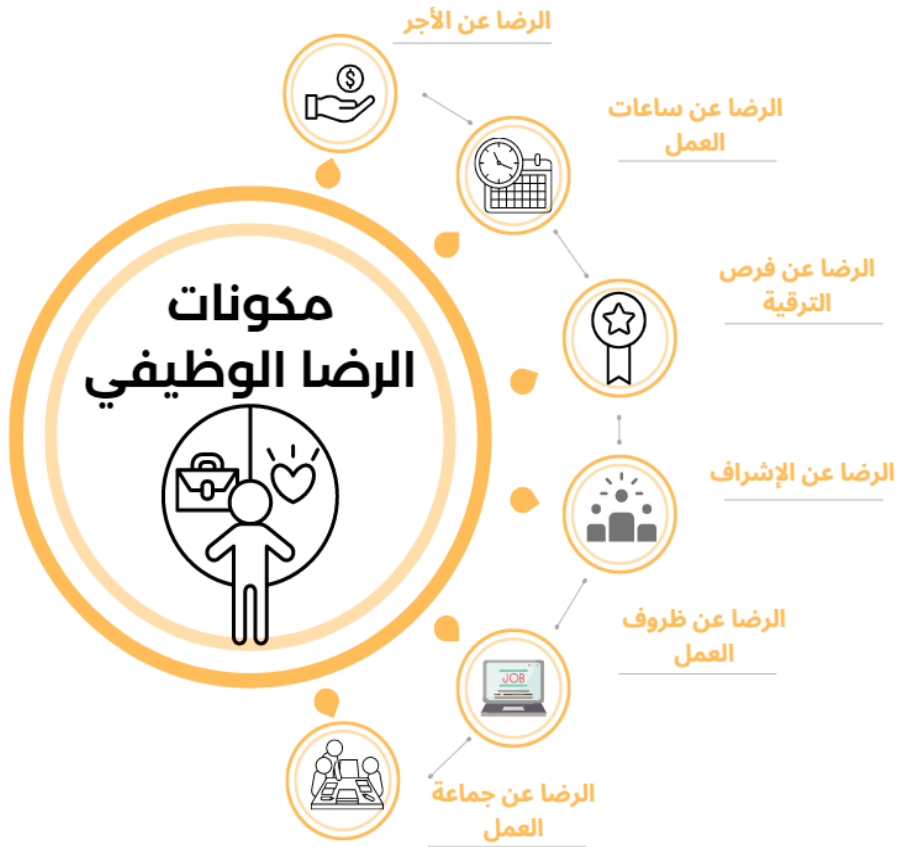 مكونات
الرضا الوظيفي
الرضا عن الأجر
الرضا عن ساعات
العمل
الرضا عن فرص
الترقية
الرضا عن الإشراف
الرضا عن ظروف
العمل
JOB
الرضا عن جماعة
العمل
$